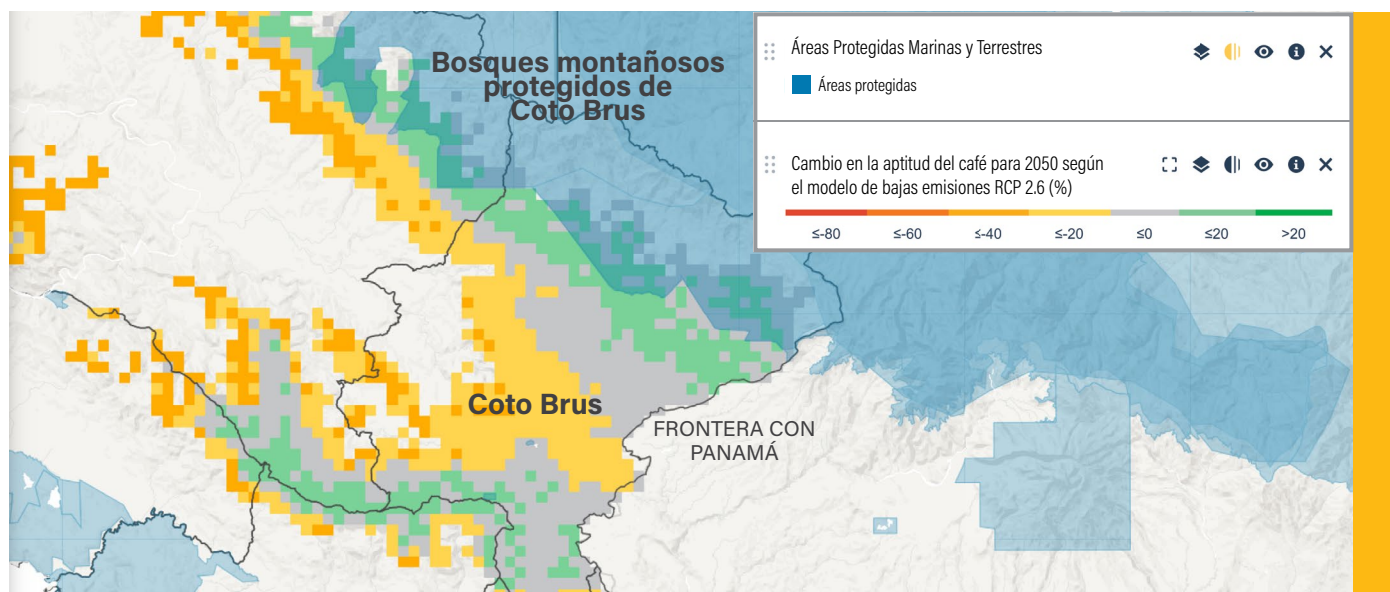 Bosques montañosos
protegidos de
Coto Brus
Coto Brus
FRONTERA CON
PANAMÁ
Áreas Protegidas Marinas y Terrestres
Áreas protegidas
Cambio en la aptitud del café para 2050 según
el modelo de bajas emisiones RCP 2.6 (%)
≤-80 ≤-60 ≤-40 ≤-20 ≤0 ≤20 >20